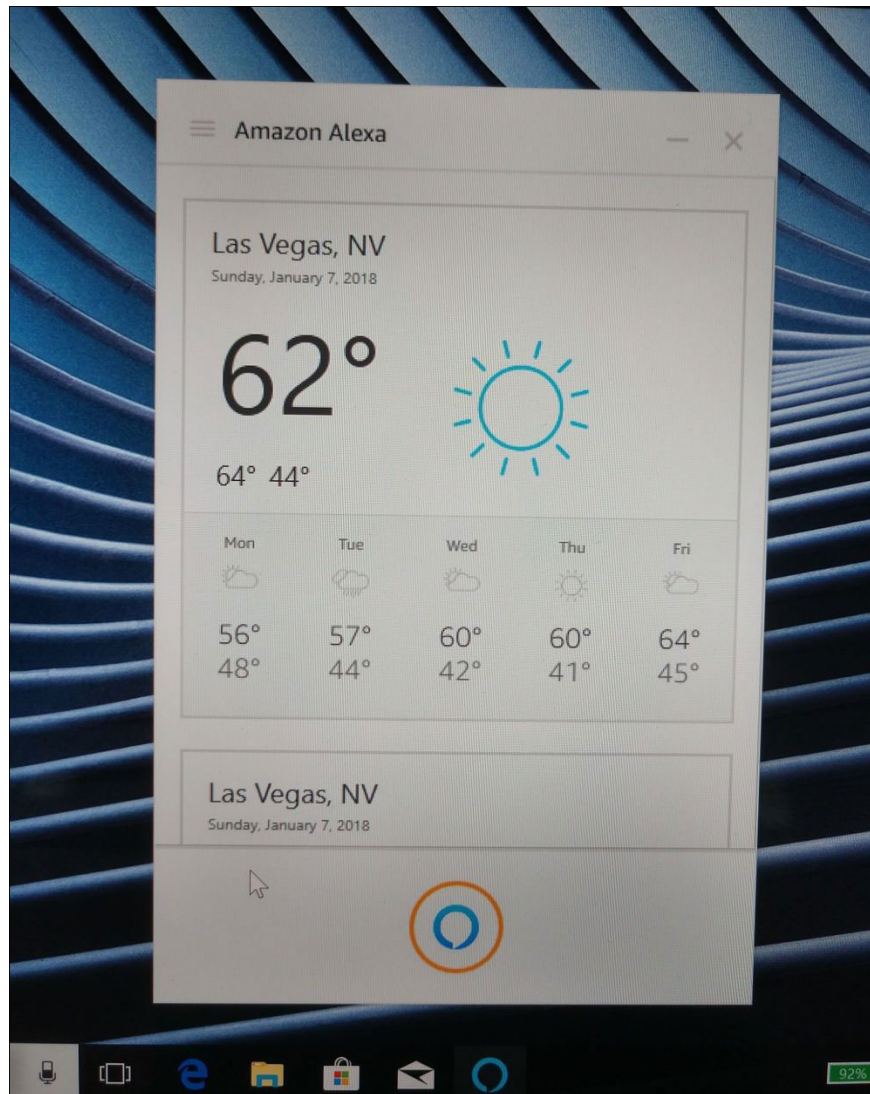 Amazon Alexa
Las Vegas, NV
Sunday, January 7, 2018
62°
64° 44°
Mon Tue Wed Thu Fri
56° 57° 60° 60° 64°
48° 44° 42° 41° 45°
Las Vegas, NV
Sunday, January 7, 2018
92%